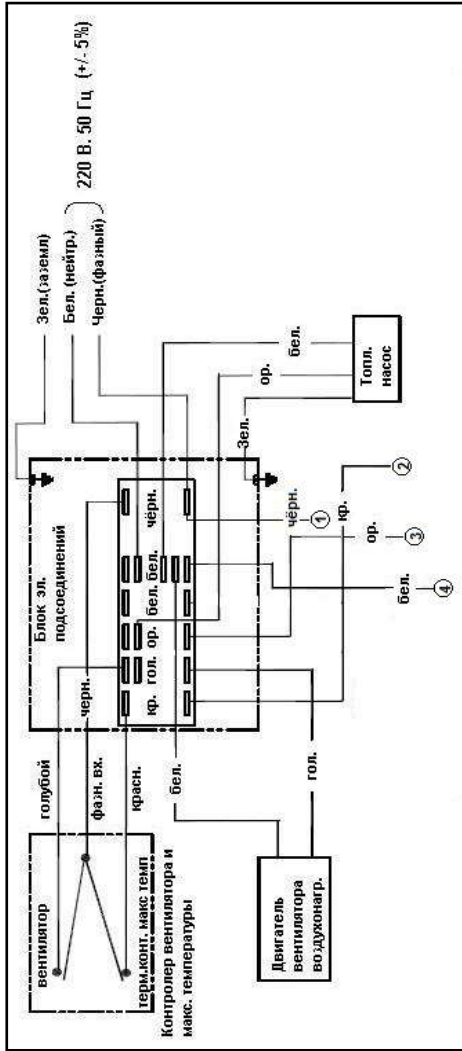 Зел.(заземл)
Бел. (нейтр.)
Черн.(фазный)
220 В. 50 Гц (+/- 5%)
Блок эл.
подсоединений
голубой
черн.
фазн. вх.
красн.
вентилятор
терм.конт. макс темп
Контролер вентилятора и
макс. температуры
кр.
гол.
ор.
бел.
бел.
чёрн.
бел.
гол.
Двигатель
вентилятора
воздухонагр.
Зел.
ор.
бел.
Топл.
насос
чёрн.
1
кр.
2
ор.
3
бел.
4